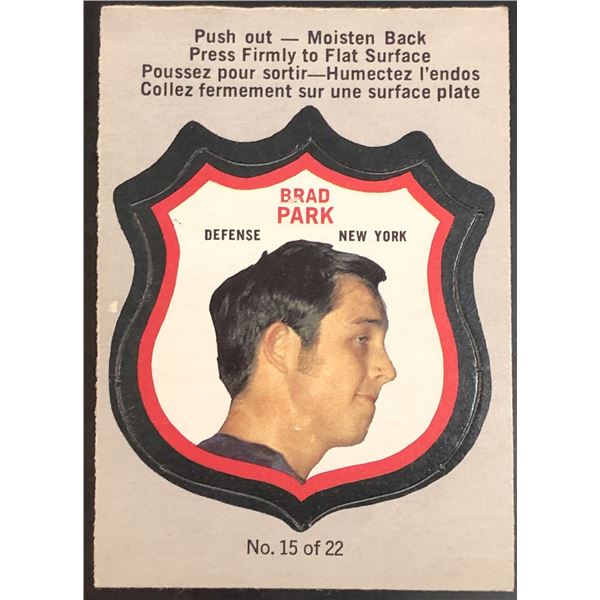 Push out — Moisten Back
Press Firmly to Flat Surface
Poussez pour sortir—Humectez l'endos
Collez fermement sur une surface plate
BRAD
PARK
DEFENSE NEW YORK
No. 15 of 22